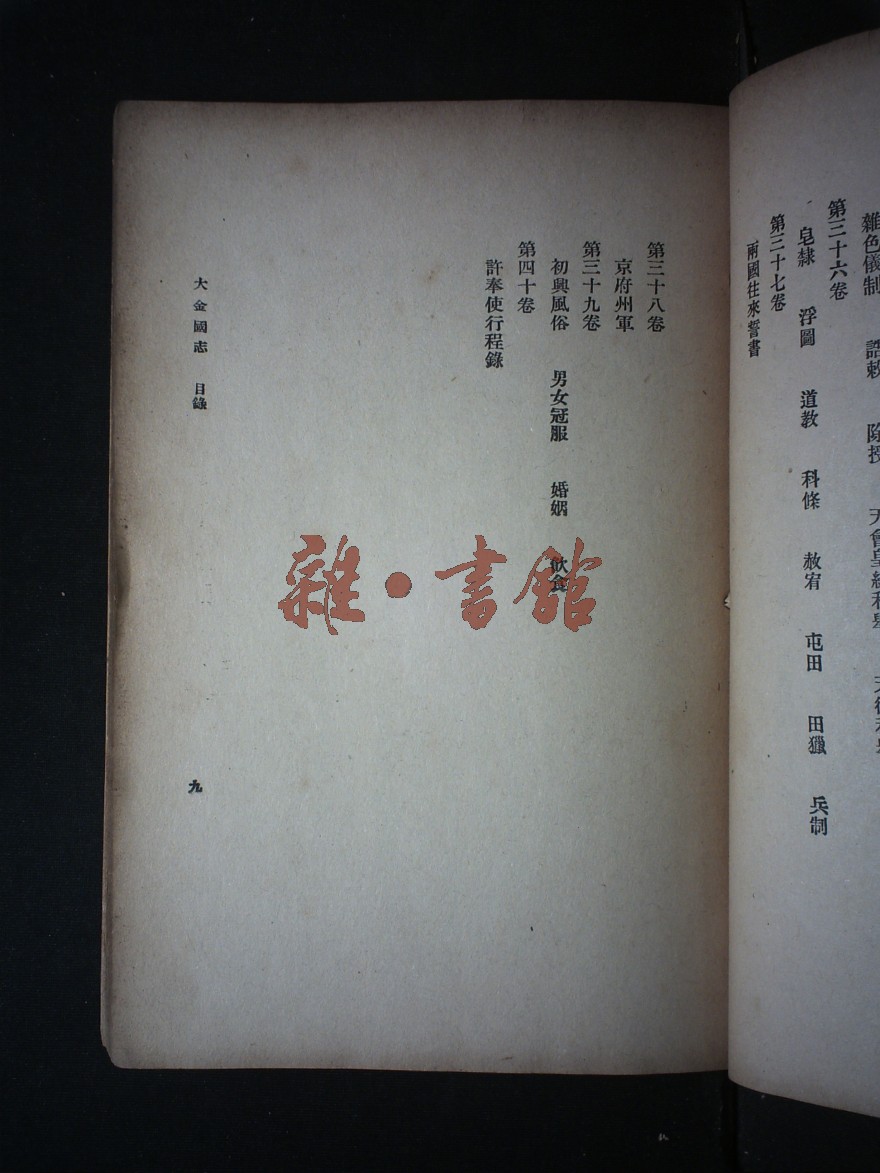 雜色儀制　誥敕　除授
第三十六卷
皂隸　浮圖　道教　科條　赦宥　屯田　田獵　兵制
第三十七卷
兩國往來誓書
第三十八卷
京府州軍
第三十九卷
初興風俗　男女冠服　婚姻　飲食
第四十卷
許奉使行程錄
大金國志　目錄
九
雜·書館